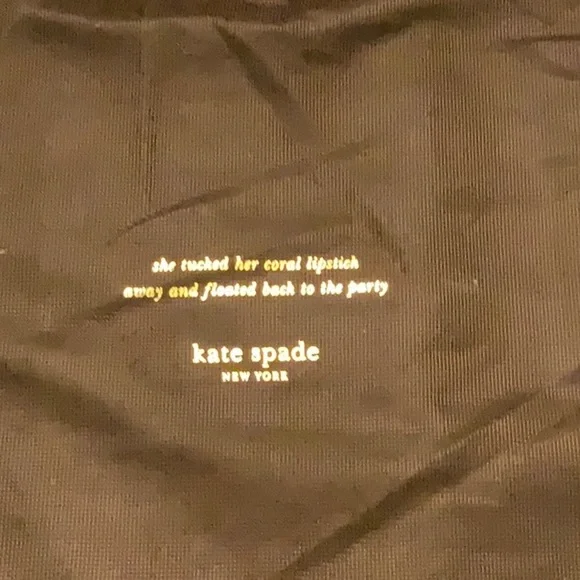 she tucked her coral lipstick
away and floated back to the party
kate spade
NEW YORK